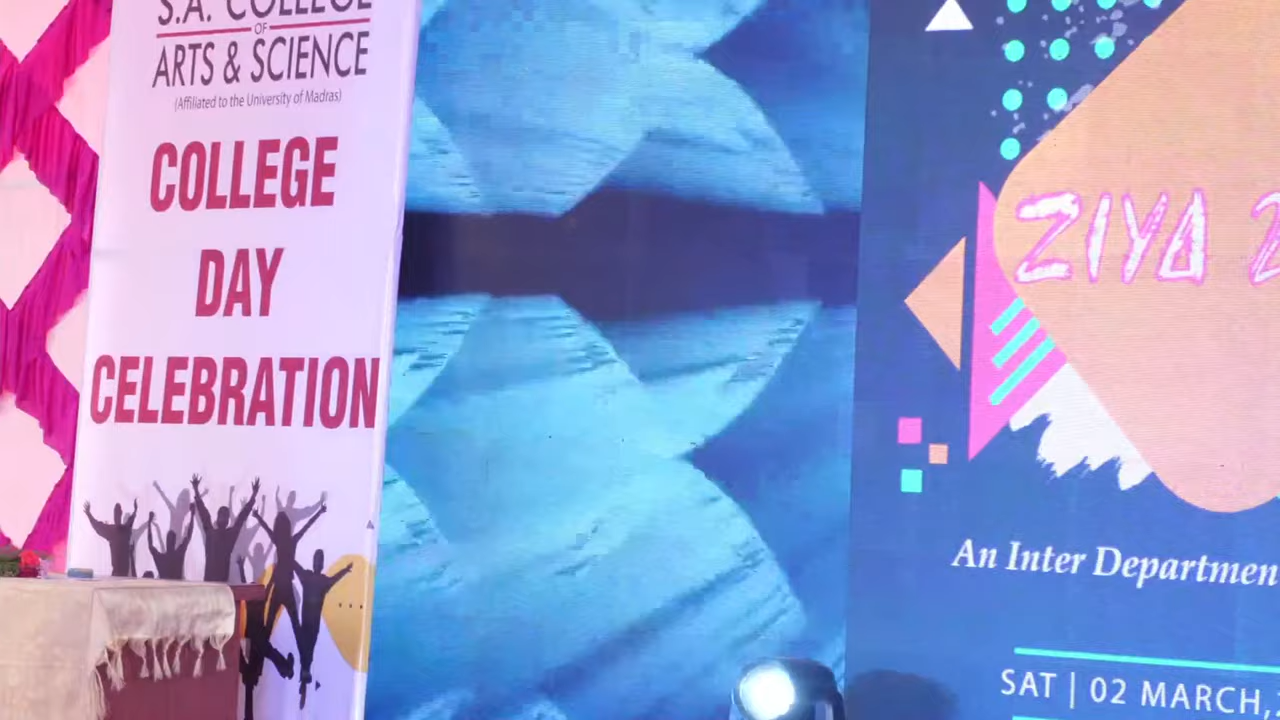 S.A. COLLEGE
OF
ARTS & SCIENCE
(Affiliated to the University of Madras)
COLLEGE
DAY
CELEBRATION
ZIYA 2
An Inter Departmen
SAT | 02 MARCH,